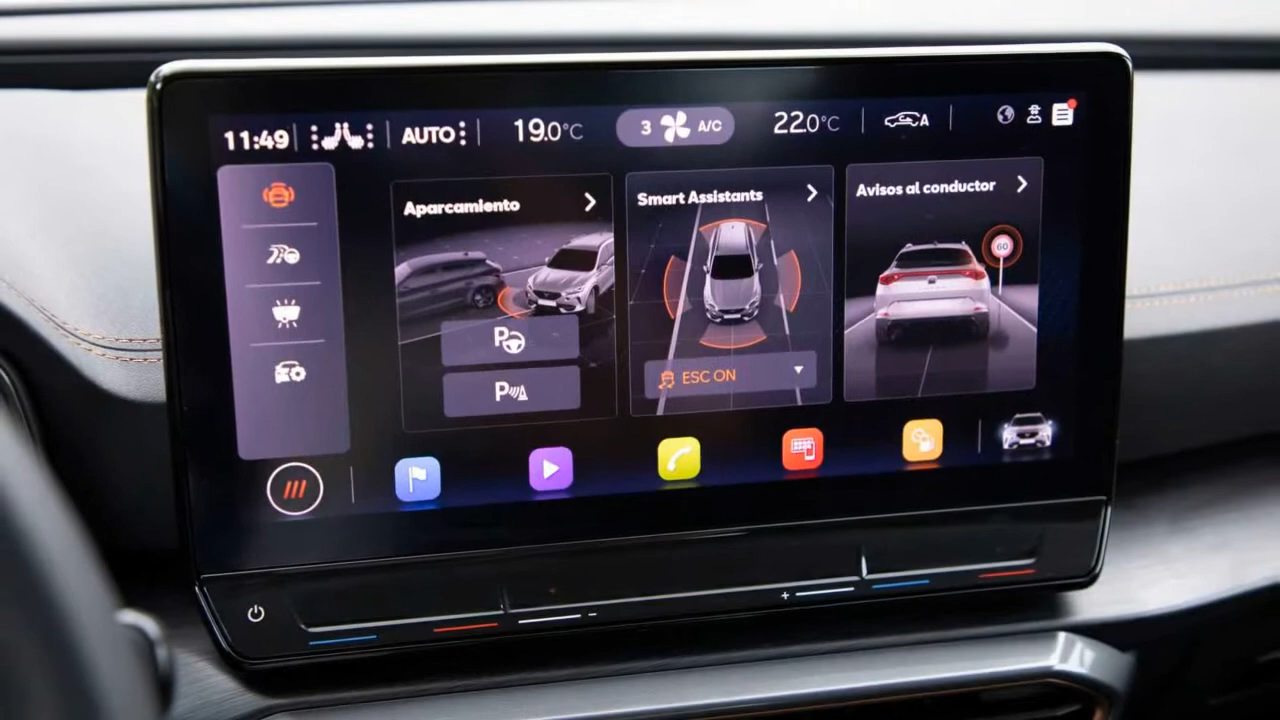 11:49 AUTO 19.0°C 3 A/C 22.0°C A
Aparcamiento
Smart Assistants
Avisos al conductor
60
P
P
ESC ON
- +